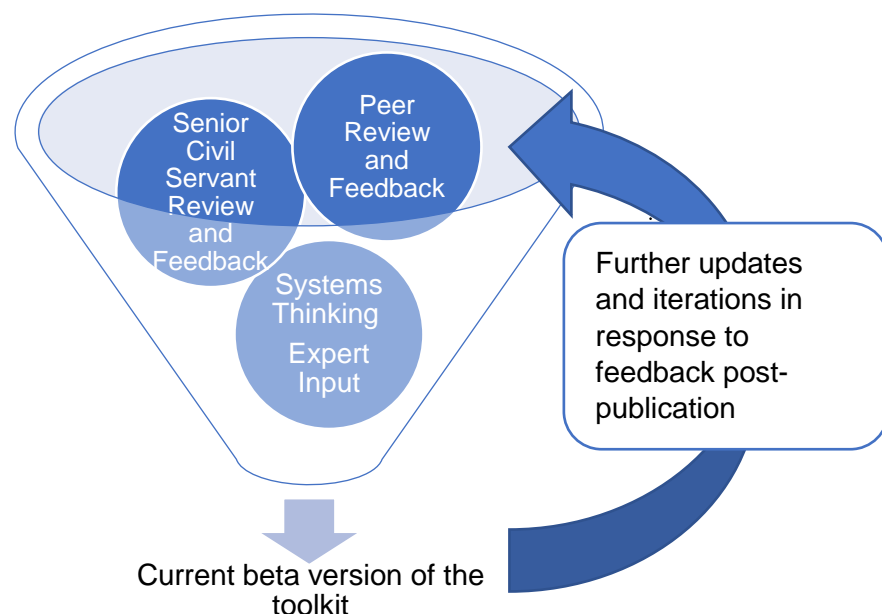 Peer
Review
and
Feedback
Senior
Civil
Servant
Review
and
Feedback
Systems
Thinking
Expert
Input
Further updates
and iterations in
response to
feedback post-
publication
Current beta version of the
toolkit